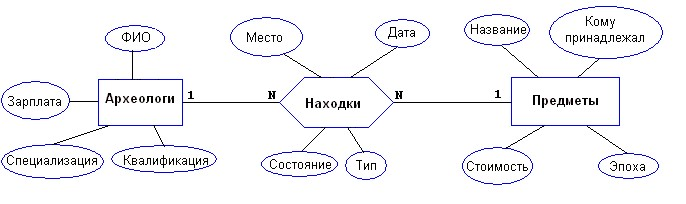 ФИО
Место
Дата
Название
Кому
принадлежал
Зарплата
Археологи
1
N
Находки
N
1
Предметы
Специализация
Квалификация
Состояние
Тип
Стоимость
Эпоха